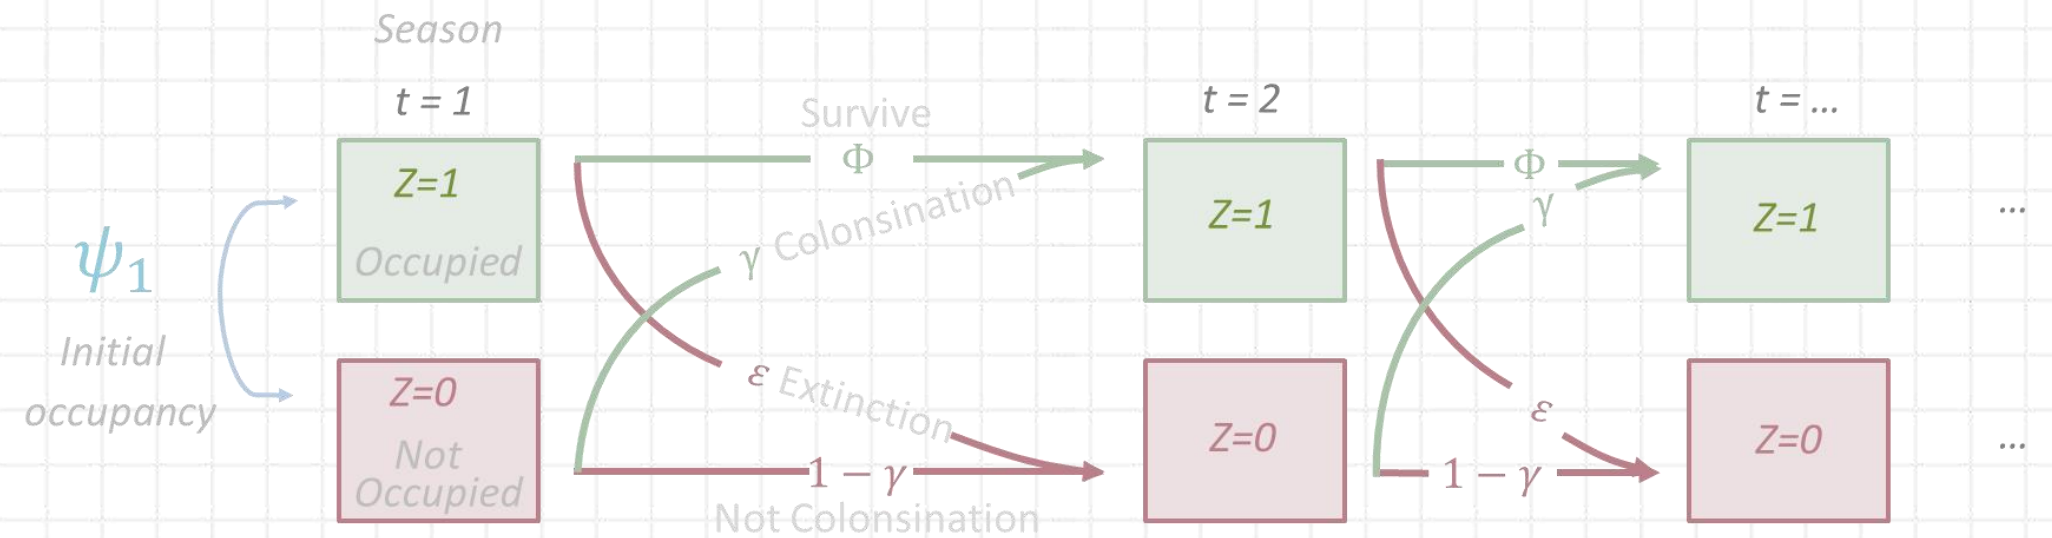 Season
t = 1
t = 2
t = ...
Survive
Φ
Φ
Z=1
Occupied
γ Colonsination
Z=1
γ
Z=1
...
ψ1
Initial
occupancy
Z=0
Not
Occupied
ε Extinction
Z=0
ε
Z=0
...
1 − γ
1 − γ
Not Colonsination